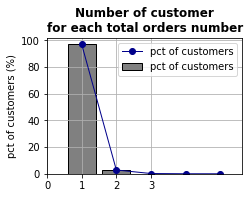 Number of customer
for each total orders number
pct of customers (%)
100
80
60
40
20
0
pct of customers
pct of customers
0
1
2
3